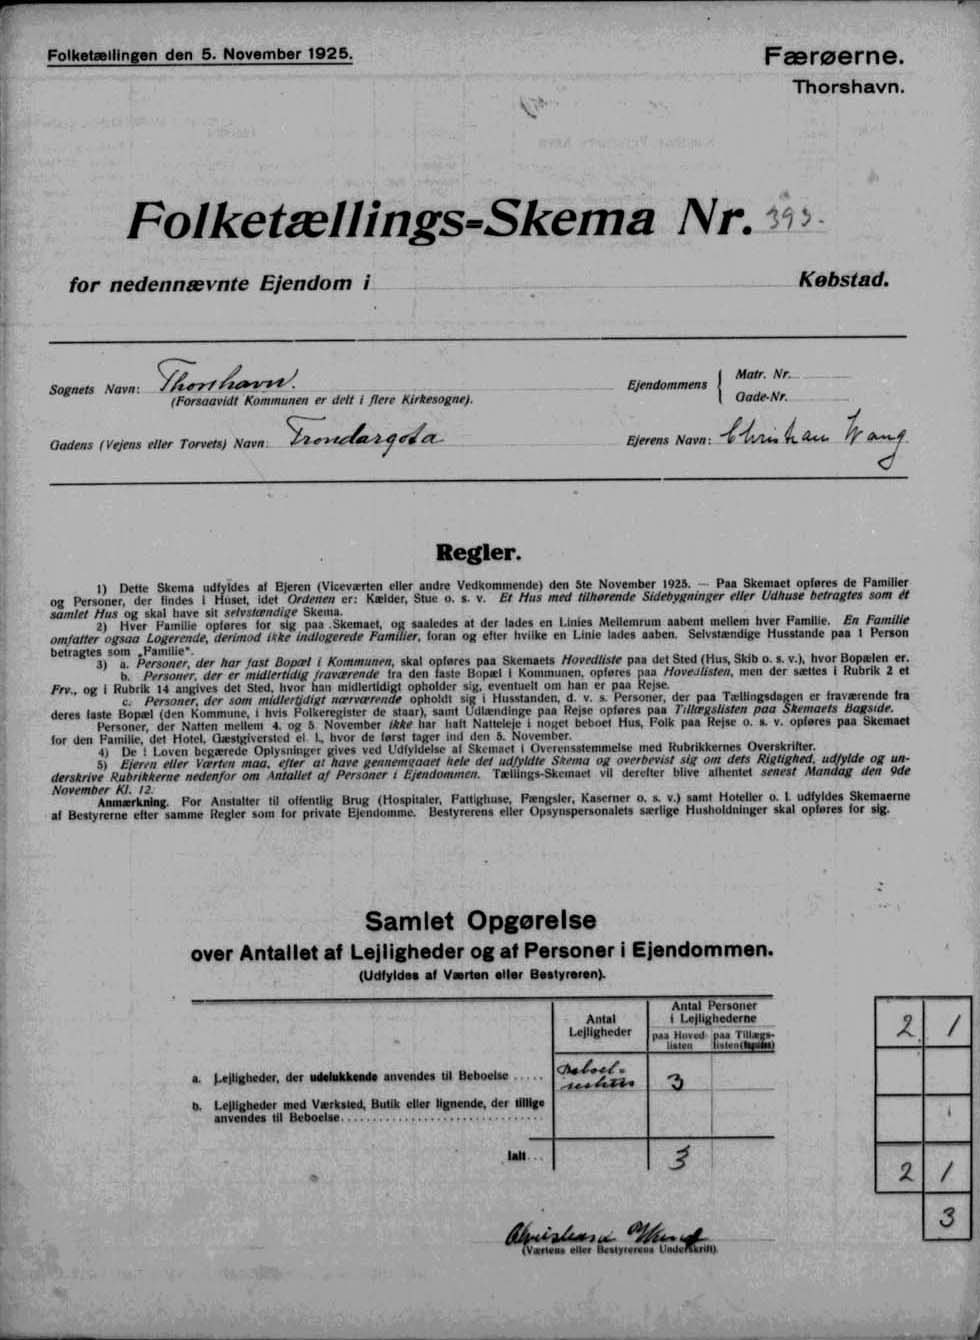 Folketællingen den 5. November 1925.
Færøerne.
Thorshavn.
Folketællings-Skema Nr. 393.
for nedennævnte Ejendom i Købstad.
Sognets Navn: Thorshavn.
(Forsaavidt Kommunen er delt i flere Kirkesogne).
Ejendommens
Matr. Nr.
Gade-Nr.
Gadens (Vejens eller Torvets) Navn: Trondargøta
Ejerens Navn: Christian Wang
Regler.
1) Dette Skema udfyldes af Ejeren (Viceværten eller andre Vedkommende) den 5te November 1925. — Paa Skemaet opføres de Familier
og Personer, der findes i Huset, idet Ordenen er: Kælder, Stue o. s. v. Et Hus med tilhørende Sidebygninger eller Udhuse betragtes som ét
samlet Hus og skal have sit selvstændige Skema.
2) Hver Familie opføres for sig paa Skemaet, og saaledes at der lades en Linies Mellemrum aabent mellem hver Familie. En Familie
omfatter ogsaa Logerende, derimod ikke indlogerede Familier, foran og efter hvilke en Linie lades aaben. Selvstændige Husstande paa 1 Person
betragtes som „Familie“.
3) a. Personer, der har fast Bopæl i Kommunen, skal opføres paa Skemaets Hovedliste paa det Sted (Hus, Skib o. s. v.), hvor Bopælen er.
b. Personer, der er midlertidig fraværende fra den faste Bopæl i Kommunen, opføres paa Hovedlisten, men der sættes i Rubrik 2 et
Frv., og i Rubrik 14 angives det Sted, hvor han midlertidigt opholder sig, eventuelt om han er paa Rejse.
c. Personer, der som midlertidigt nærværende opholdt sig i Husstanden, d. v. s. Personer, der paa Tællingsdagen er fraværende fra
deres faste Bopæl (den Kommune, i hvis Folkeregister de staar), samt Udlændinge paa Rejse opføres paa Tillægslisten paa Skemaets Bagside.
Personer, der Natten mellem 4. og 5. November ikke har haft Natteleje i noget beboet Hus, Folk paa Rejse o. s. v. opføres paa Skemaet
for den Familie, det Hotel, Gæstgiversted el. l., hvor de først tager ind den 5. November.
4) De i Loven begærede Oplysninger gives ved Udfyldelse af Skemaet i Overensstemmelse med Rubrikkernes Overskrifter.
5) Ejeren eller Værten maa, efter at have gennemgaaet hele det udfyldte Skema og overbevist sig om dets Rigtighed, udfylde og un-
derskrive Rubrikkerne nedenfor om Antallet af Personer i Ejendommen. Tællings-Skemaet vil derefter blive afhentet senest Mandag den 9de
November Kl. 12.
Anmærkning. For Anstalter til offentlig Brug (Hospitaler, Fattighuse, Fængsler, Kaserner o. s. v.) samt Hoteller o. l. udfyldes Skemaerne
af Bestyrerne efter samme Regler som for private Ejendomme. Bestyrerens eller Opsynspersonalets særlige Husholdninger skal opføres for sig.
Samlet Opgørelse
over Antallet af Lejligheder og af Personer i Ejendommen.
(Udfyldes af Værten eller Bestyreren).
Antal
Lejligheder
Antal Personer
i Lejlighederne
paa Hoved-
listen
paa Tillægs-
listen
2 1
a. Lejligheder, der udelukkende anvendes til Beboelse ..... 3
b. Lejligheder med Værksted, Butik eller lignende, der tillige
anvendes til Beboelse
Ialt... 3
2 1
3
Christian Wang
(Værtens eller Bestyrerens Underskrift)